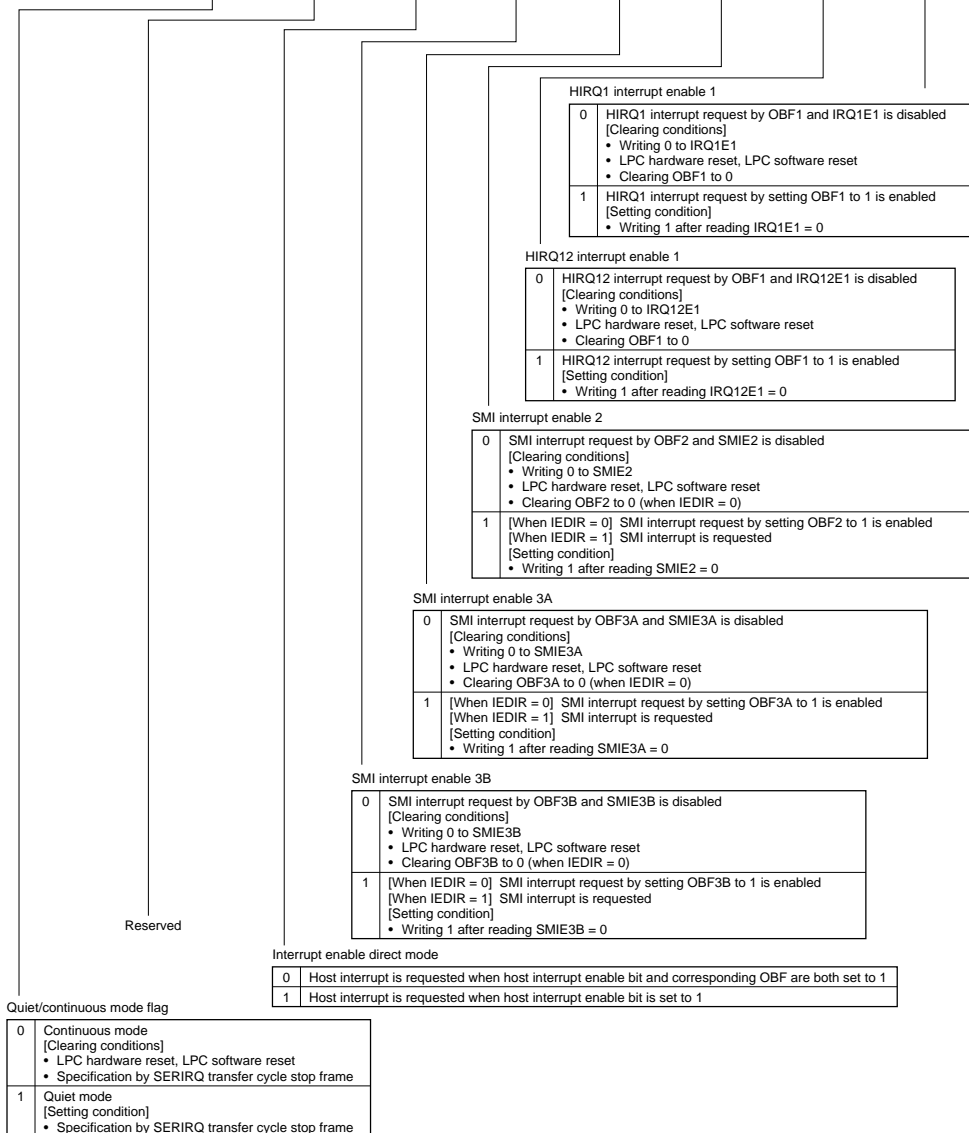 HIRQ1 interrupt enable 1
0 HIRQ1 interrupt request by OBF1 and IRQ1E1 is disabled
[Clearing conditions]
• Writing 0 to IRQ1E1
• LPC hardware reset, LPC software reset
• Clearing OBF1 to 0
1 HIRQ1 interrupt request by setting OBF1 to 1 is enabled
[Setting condition]
• Writing 1 after reading IRQ1E1 = 0
HIRQ12 interrupt enable 1
0 HIRQ12 interrupt request by OBF1 and IRQ12E1 is disabled
[Clearing conditions]
• Writing 0 to IRQ12E1
• LPC hardware reset, LPC software reset
• Clearing OBF1 to 0
1 HIRQ12 interrupt request by setting OBF1 to 1 is enabled
[Setting condition]
• Writing 1 after reading IRQ12E1 = 0
SMI interrupt enable 2
0 SMI interrupt request by OBF2 and SMIE2 is disabled
[Clearing conditions]
• Writing 0 to SMIE2
• LPC hardware reset, LPC software reset
• Clearing OBF2 to 0 (when IEDIR = 0)
1 [When IEDIR = 0] SMI interrupt request by setting OBF2 to 1 is enabled
[When IEDIR = 1] SMI interrupt is requested
[Setting condition]
• Writing 1 after reading SMIE2 = 0
SMI interrupt enable 3A
0 SMI interrupt request by OBF3A and SMIE3A is disabled
[Clearing conditions]
• Writing 0 to SMIE3A
• LPC hardware reset, LPC software reset
• Clearing OBF3A to 0 (when IEDIR = 0)
1 [When IEDIR = 0] SMI interrupt request by setting OBF3A to 1 is enabled
[When IEDIR = 1] SMI interrupt is requested
[Setting condition]
• Writing 1 after reading SMIE3A = 0
SMI interrupt enable 3B
0 SMI interrupt request by OBF3B and SMIE3B is disabled
[Clearing conditions]
• Writing 0 to SMIE3B
• LPC hardware reset, LPC software reset
• Clearing OBF3B to 0 (when IEDIR = 0)
1 [When IEDIR = 0] SMI interrupt request by setting OBF3B to 1 is enabled
[When IEDIR = 1] SMI interrupt is requested
[Setting condition]
• Writing 1 after reading SMIE3B = 0
Reserved
Interrupt enable direct mode
0 Host interrupt is requested when host interrupt enable bit and corresponding OBF are both set to 1
1 Host interrupt is requested when host interrupt enable bit is set to 1
Quiet/continuous mode flag
0 Continuous mode
[Clearing conditions]
• LPC hardware reset, LPC software reset
• Specification by SERIRQ transfer cycle stop frame
1 Quiet mode
[Setting condition]
• Specification by SERIRQ transfer cycle stop frame